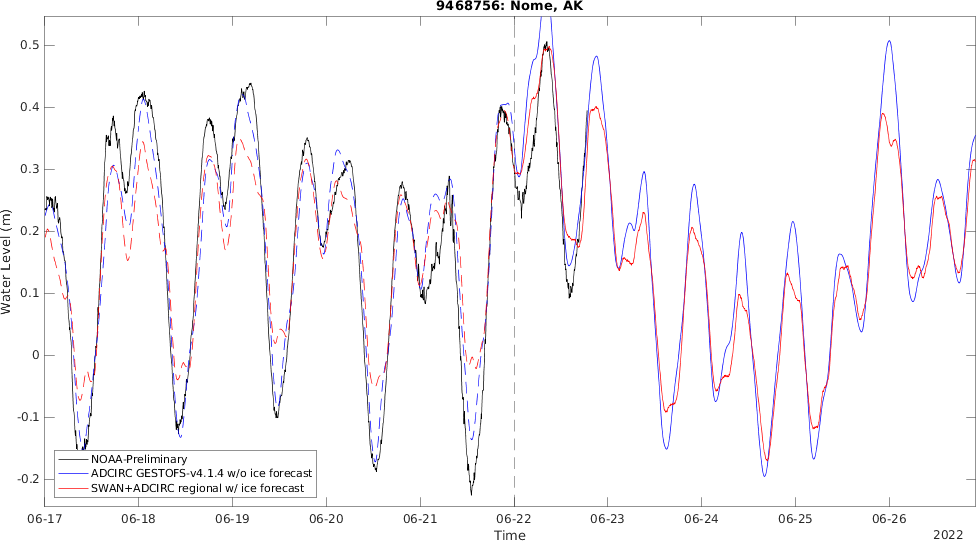 9468756: Nome, AK
Water Level (m)
0.5
0.4
0.3
0.2
0.1
0
-0.1
-0.2
NOAA-Preliminary
ADCIRC GESTOFS-v4.1.4 w/o ice forecast
SWAN+ADCIRC regional w/ ice forecast
06-17 06-18 06-19 06-20 06-21 06-22 06-23 06-24 06-25 06-26
Time
2022